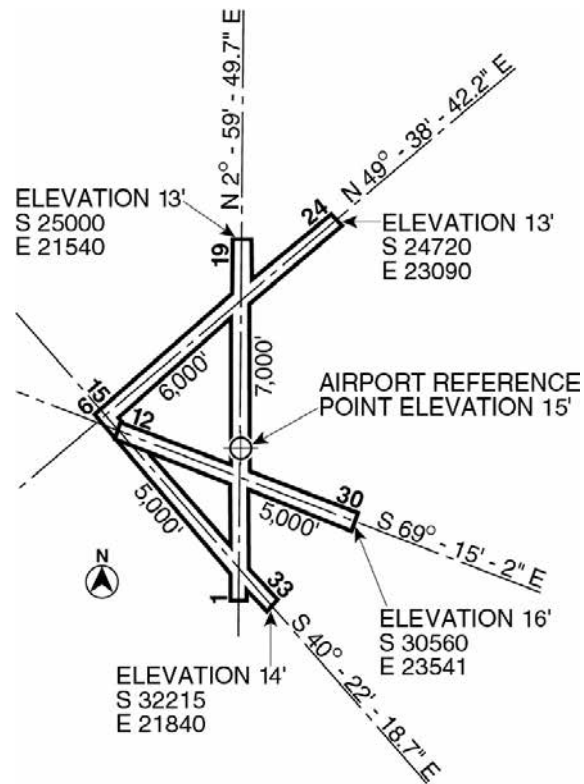 N 2° - 59' - 49.7" E
N 49° - 38' - 42.2" E
ELEVATION 13'
S 25000
E 21540
19
24
ELEVATION 13'
S 24720
E 23090
6,000'
7,000'
AIRPORT REFERENCE
POINT ELEVATION 15'
15
6
12
30
5,000'
5,000'
S 69° - 15' - 2" E
N
33
1
ELEVATION 16'
S 30560
E 23541
ELEVATION 14'
S 32215
E 21840
S 40° - 22' - 18.7" E